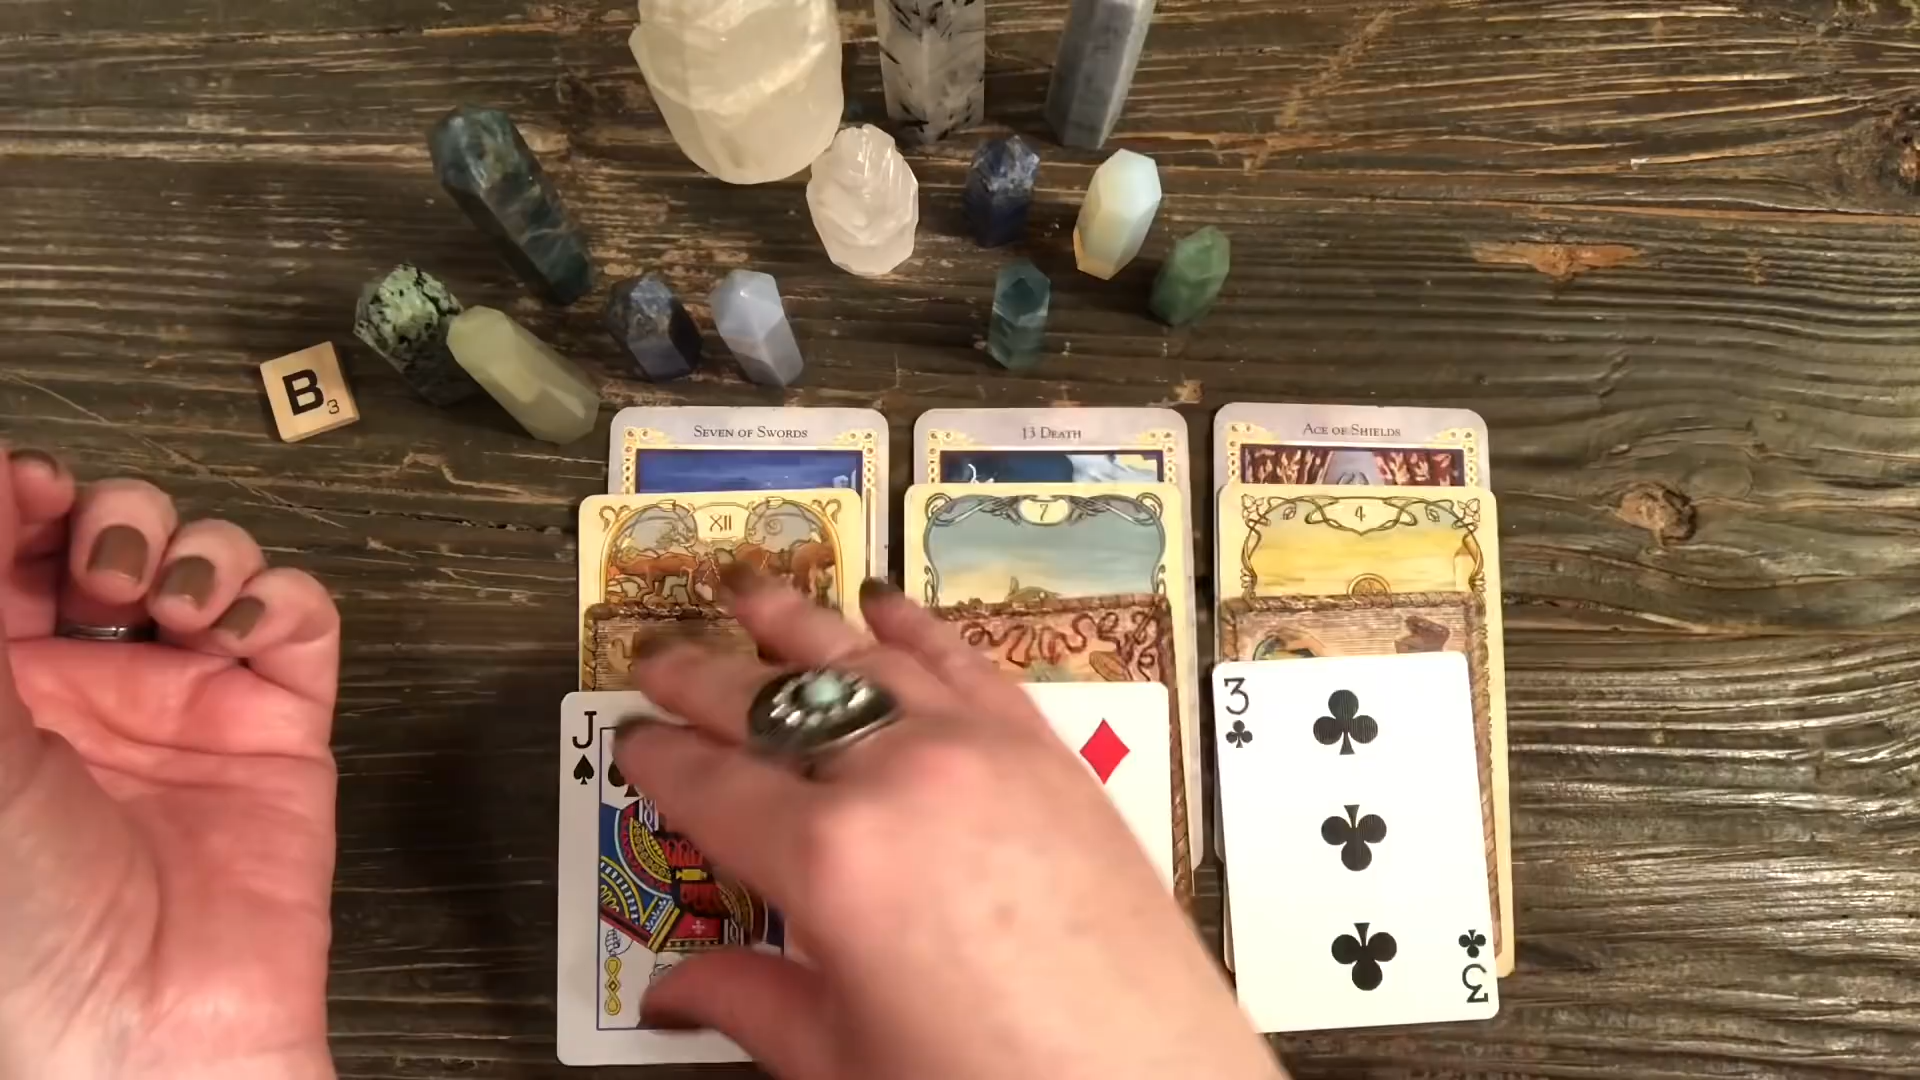 B3
SEVEN OF SWORDS
13 DEATH
ACE OF SHIELDS
XII
7
4
J
3
3